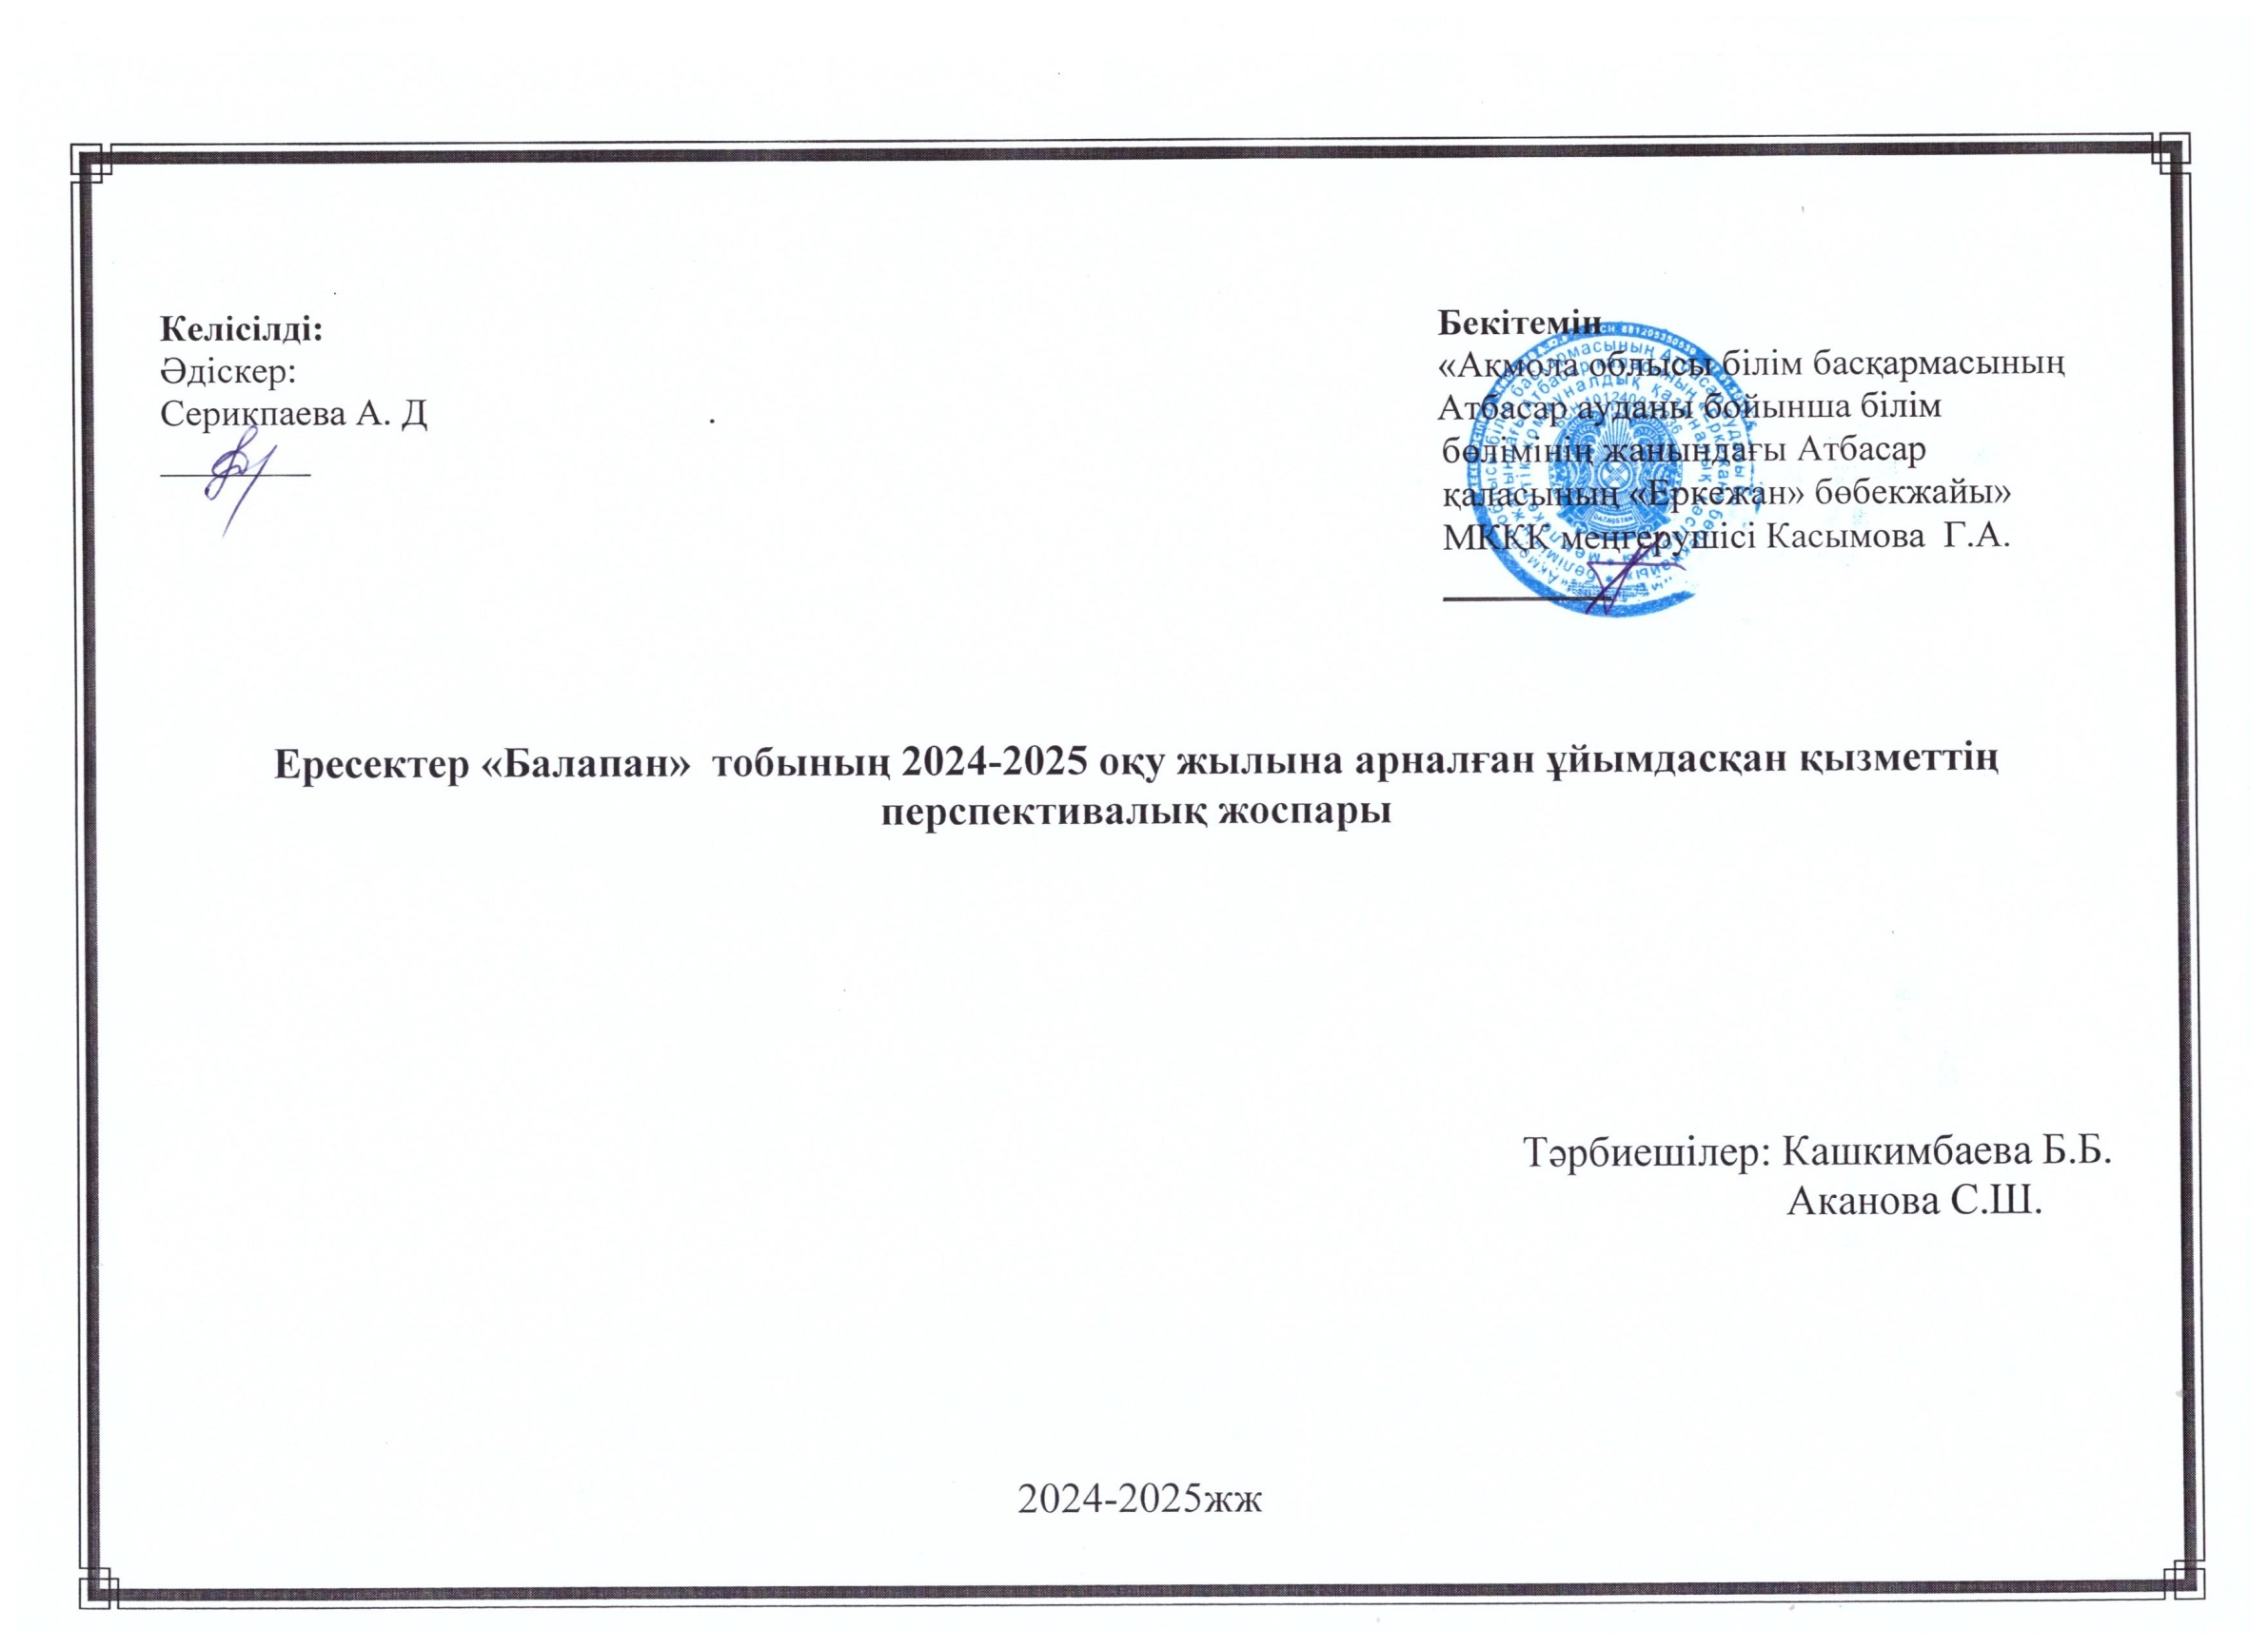 Келісілді:
Әдіскер:
Серикпаева А. Д
Бекітемін
«Ақмола облысы білім басқармасының
Атбасар ауданы бойынша білім
бөлімінің жанындағы Атбасар
қаласының «Еркежан» бөбекжайы»
МККК меңгерушісі Касымова Г.А.
Ересектер «Балапан» тобының 2024-2025 оқу жылына арналған ұйымдасқан қызметтің
перспективалық жоспары
Тәрбиешілер: Кашкимбаева Б.Б.
Аканова С.Ш.
2024-2025жж